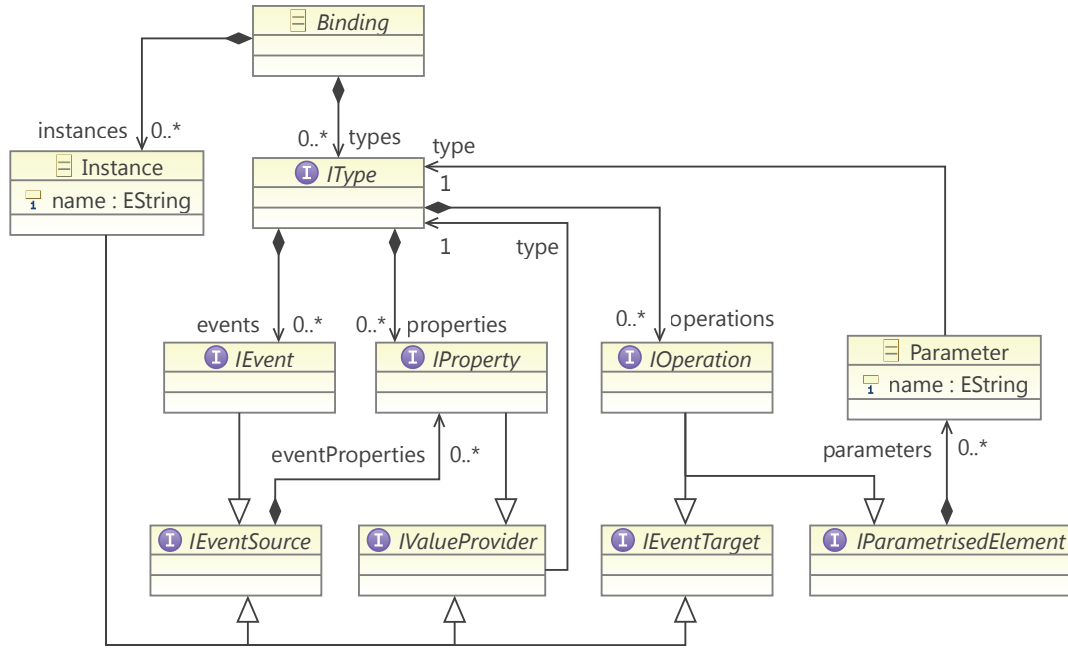 Binding
instances 0..*
0..* types
type
1
Instance
name : EString
I IType
1 type
events 0..*
0..* properties
0..* operations
I IEvent
I IProperty
I IOperation
Parameter
name : EString
eventProperties 0..*
parameters 0..*
I IEventSource
I IValueProvider
I IEventTarget
I IParametrisedElement